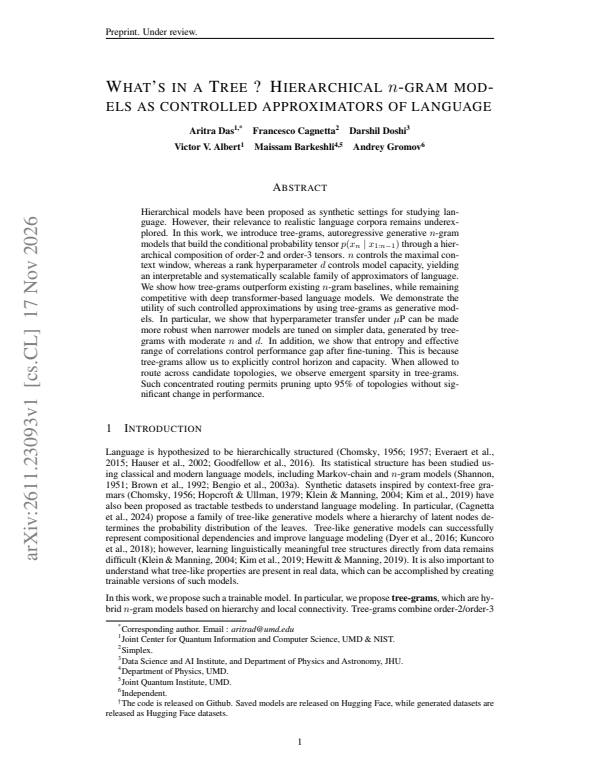 Preprint. Under review.
WHAT'S IN A TREE ? HIERARCHICAL n-GRAM MOD-
ELS AS CONTROLLED APPROXIMATORS OF LANGUAGE
Aritra Das1,* Francesco Cagnetta2 Darshil Doshi3
Victor V. Albert1 Maissam Barkeshli4,5 Andrey Gromov6
ABSTRACT
Hierarchical models have been proposed as synthetic settings for studying lan-
guage. However, their relevance to realistic language corpora remains underex-
plored. In this work, we introduce tree-grams, autoregressive generative n-gram
models that build the conditional probability tensor p(xn | x1:n−1) through a hier-
archical composition of order-2 and order-3 tensors. n controls the maximal con-
text window, whereas a rank hyperparameter d controls model capacity, yielding
an interpretable and systematically scalable family of approximators of language.
We show how tree-grams outperform existing n-gram baselines, while remaining
competitive with deep transformer-based language models. We demonstrate the
utility of such controlled approximations by using tree-grams as generative mod-
els. In particular, we show that hyperparameter transfer under μP can be made
more robust when narrower models are tuned on simpler data, generated by tree-
grams with moderate n and d. In addition, we show that entropy and effective
range of correlations control performance gap after fine-tuning. This is because
tree-grams allow us to explicitly control horizon and capacity. When allowed to
route across candidate topologies, we observe emergent sparsity in tree-grams.
Such concentrated routing permits pruning upto 95% of topologies without sig-
nificant change in performance.
1 INTRODUCTION
Language is hypothesized to be hierarchically structured (Chomsky, 1956; 1957; Everaert et al.,
2015; Hauser et al., 2002; Goodfellow et al., 2016). Its statistical structure has been studied us-
ing classical and modern language models, including Markov-chain and n-gram models (Shannon,
1951; Brown et al., 1992; Bengio et al., 2003a). Synthetic datasets inspired by context-free gra-
mars (Chomsky, 1956; Hopcroft & Ullman, 1979; Klein & Manning, 2004; Kim et al., 2019) have
also been proposed as tractable testbeds to understand language modeling. In particular, (Cagnetta
et al., 2024) propose a family of tree-like generative models where a hierarchy of latent nodes de-
termines the probability distribution of the leaves. Tree-like generative models can successfully
represent compositional dependencies and improve language modeling (Dyer et al., 2016; Kuncoro
et al., 2018); however, learning linguistically meaningful tree structures directly from data remains
difficult (Klein & Manning, 2004; Kim et al., 2019; Hewitt & Manning, 2019). It is also important to
understand what tree-like properties are present in real data, which can be accomplished by creating
trainable versions of such models.
In this work, we propose such a trainable model. In particular, we propose tree-grams, which are hy-
brid n-gram models based on hierarchy and local connectivity. Tree-grams combine order-2/order-3
*Corresponding author. Email : aritrad@umd.edu
1Joint Center for Quantum Information and Computer Science, UMD & NIST.
2Simplex.
3Data Science and AI Institute, and Department of Physics and Astronomy, JHU.
4Department of Physics, UMD.
5Joint Quantum Institute, UMD.
6Independent.
†The code is released on Github. Saved models are released on Hugging Face, while generated datasets are
released as Hugging Face datasets.
1
arXiv:2611.23093v1 [cs.CL] 17 Nov 2026